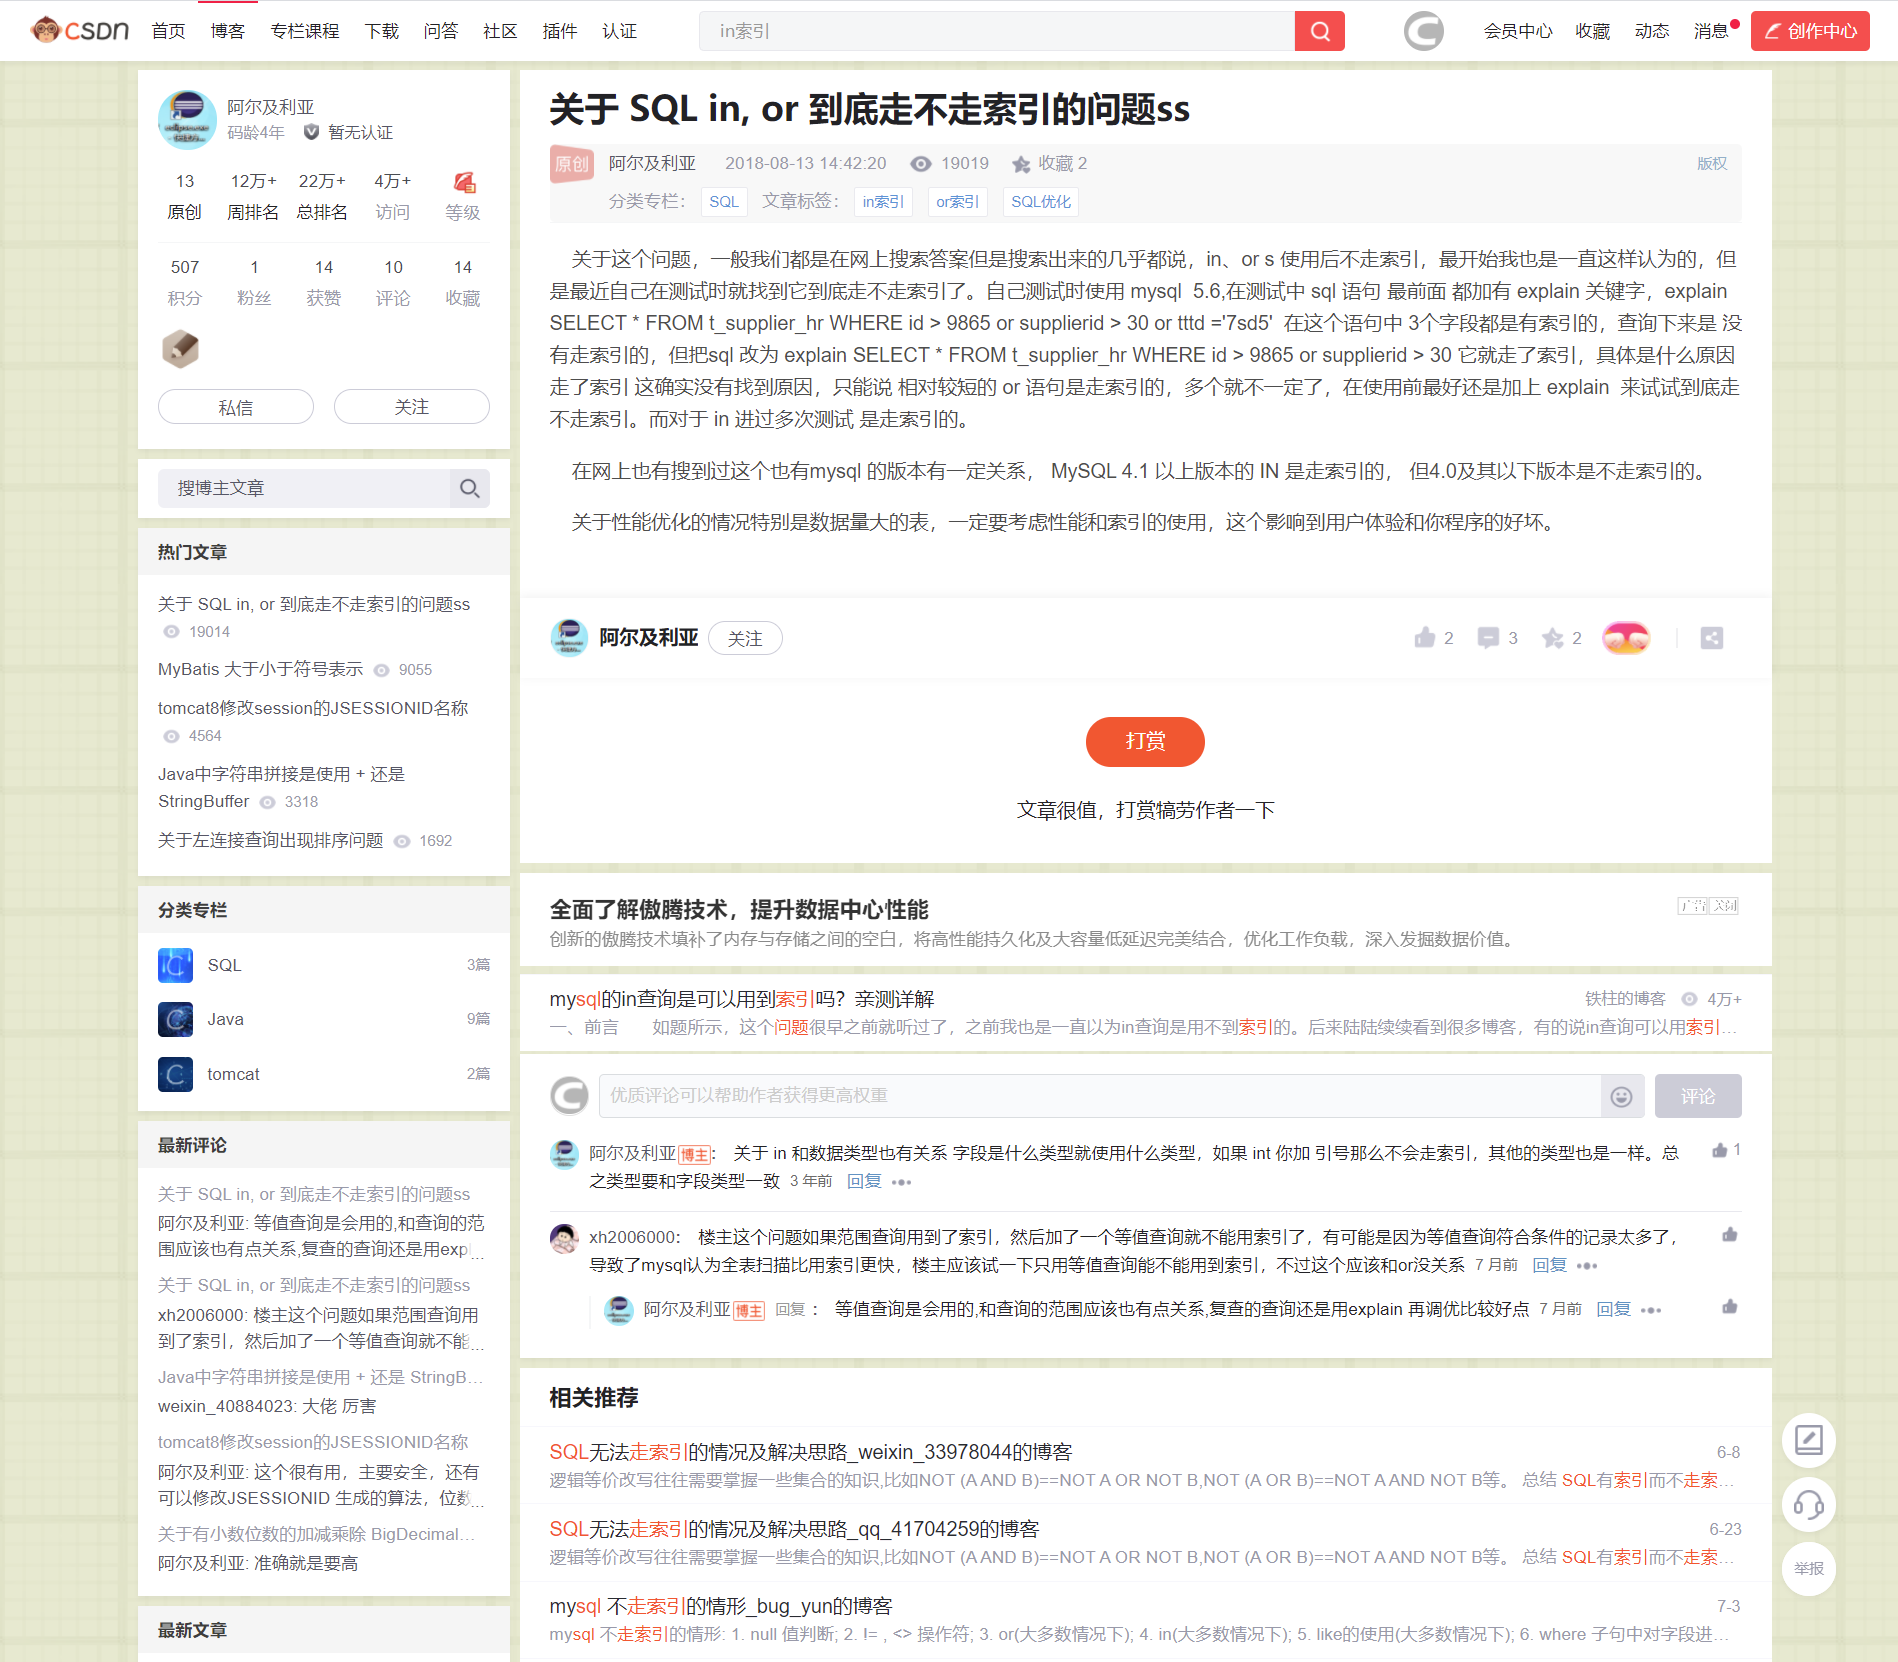 CSDN 首页 博客 专栏课程 下载 问答 社区 插件 认证 in索引 会员中心 收藏 动态 消息 创作中心
阿尔及利亚
码龄4年 暂无认证
13 12万+ 22万+ 4万+
原创 周排名 总排名 访问 等级
507 1 14 10 14
积分 粉丝 获赞 评论 收藏
私信 关注
搜博主文章
热门文章
关于 SQL in, or 到底走不走索引的问题ss
19014
MyBatis 大于小于符号表示 9055
tomcat8修改session的JSESSIONID名称
4564
Java中字符串拼接是使用 + 还是
StringBuffer 3318
关于左连接查询出现排序问题 1692
分类专栏
SQL 3篇
Java 9篇
tomcat 2篇
最新评论
关于 SQL in, or 到底走不走索引的问题ss
阿尔及利亚: 等值查询是会用的,和查询的范
围应该也有点关系,复查的查询还是用expl...
关于 SQL in, or 到底走不走索引的问题ss
xh2006000: 楼主这个问题如果范围查询用
到了索引，然后加了一个等值查询就不能...
Java中字符串拼接是使用 + 还是 StringB...
weixin_40884023: 大佬 厉害
tomcat8修改session的JSESSIONID名称
阿尔及利亚: 这个很有用，主要安全，还有
可以修改JSESSIONID 生成的算法，位数...
关于有小数位数的加减乘除 BigDecimal...
阿尔及利亚: 准确就是要高
最新文章
关于 SQL in, or 到底走不走索引的问题ss
原创 阿尔及利亚 2018-08-13 14:42:20 19019 收藏 2 版权
分类专栏： SQL 文章标签： in索引 or索引 SQL优化
关于这个问题，一般我们都是在网上搜索答案但是搜索出来的几乎都说，in、or s 使用后不走索引，最开始我也是一直这样认为的，但
是最近自己在测试时就找到它到底走不走索引了。自己测试时使用 mysql 5.6,在测试中 sql 语句 最前面 都加有 explain 关键字，explain
SELECT * FROM t_supplier_hr WHERE id > 9865 or supplierid > 30 or tttd ='7sd5' 在这个语句中 3个字段都是有索引的，查询下来是 没
有走索引的，但把sql 改为 explain SELECT * FROM t_supplier_hr WHERE id > 9865 or supplierid > 30 它就走了索引，具体是什么原因
走了索引 这确实没有找到原因，只能说 相对较短的 or 语句是走索引的，多个就不一定了，在使用前最好还是加上 explain 来试试到底走
不走索引。而对于 in 进过多次测试 是走索引的。
在网上也有搜到过这个也有mysql 的版本有一定关系， MySQL 4.1 以上版本的 IN 是走索引的， 但4.0及其以下版本是不走索引的。
关于性能优化的情况特别是数据量大的表，一定要考虑性能和索引的使用，这个影响到用户体验和你程序的好坏。
阿尔及利亚 关注 2 3 2
打赏
文章很值，打赏犒劳作者一下
全面了解傲腾技术，提升数据中心性能 广告 关闭
创新的傲腾技术填补了内存与存储之间的空白，将高性能持久化及大容量低延迟完美结合，优化工作负载，深入发掘数据价值。
mysql的in查询是可以用到索引吗？亲测详解 铁柱的博客 4万+
一、前言 如题所示，这个问题很早之前就听过了，之前我也是一直以为in查询是用不到索引的。后来陆陆续续看到很多博客，有的说in查询可以用索引...
优质评论可以帮助作者获得更高权重 评论
阿尔及利亚 博主： 关于 in 和数据类型也有关系 字段是什么类型就使用什么类型，如果 int 你加 引号那么不会走索引，其他的类型也是一样。总 1
之类型要和字段类型一致 3 年前 回复
xh2006000： 楼主这个问题如果范围查询用到了索引，然后加了一个等值查询就不能用索引了，有可能是因为等值查询符合条件的记录太多了，
导致了mysql认为全表扫描比用索引更快，楼主应该试一下只用等值查询能不能用到索引，不过这个应该和or没关系 7 月前 回复
阿尔及利亚 博主 回复： 等值查询是会用的,和查询的范围应该也有点关系,复查的查询还是用explain 再调优比较好点 7 月前 回复
相关推荐
SQL无法走索引的情况及解决思路_weixin_33978044的博客 6-8
逻辑等价改写往往需要掌握一些集合的知识,比如NOT (A AND B)==NOT A OR NOT B,NOT (A OR B)==NOT A AND NOT B等。 总结 SQL有索引而不走索...
SQL无法走索引的情况及解决思路_qq_41704259的博客 6-23
逻辑等价改写往往需要掌握一些集合的知识,比如NOT (A AND B)==NOT A OR NOT B,NOT (A OR B)==NOT A AND NOT B等。 总结 SQL有索引而不走索...
mysql 不走索引的情形_bug_yun的博客 7-3
mysql 不走索引的情形: 1. null 值判断; 2. != , <> 操作符; 3. or(大多数情况下); 4. in(大多数情况下); 5. like的使用(大多数情况下); 6. where 子句中对字段进...
举报